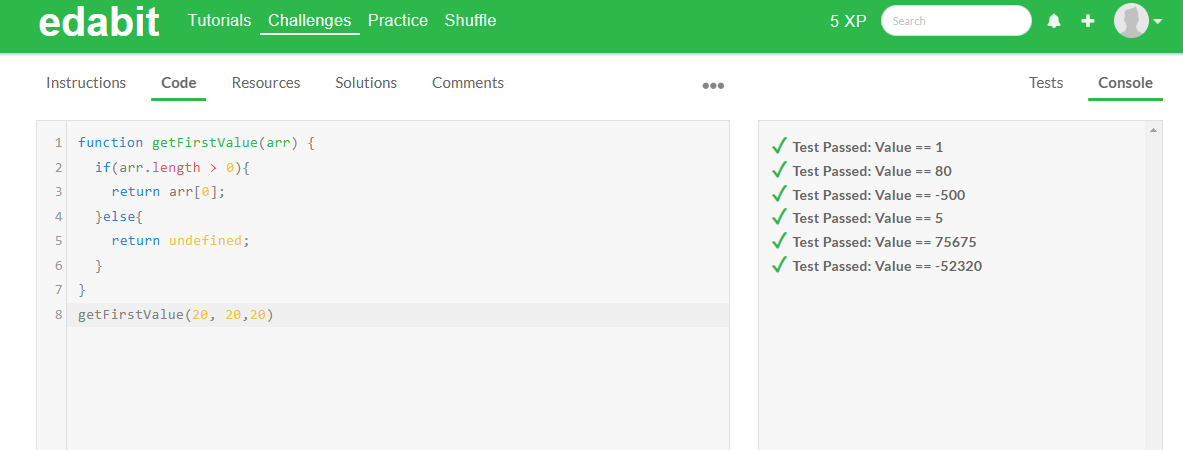 edabit Tutorials Challenges Practice Shuffle 5 XP Search
Instructions Code Resources Solutions Comments ••• Tests Console
1 function getFirstValue(arr) {
2 if(arr.length > 0){
3 return arr[0];
4 }else{
5 return undefined;
6 }
7 }
8 getFirstValue(20, 20,20)
Test Passed: Value == 1
Test Passed: Value == 80
Test Passed: Value == -500
Test Passed: Value == 5
Test Passed: Value == 75675
Test Passed: Value == -52320